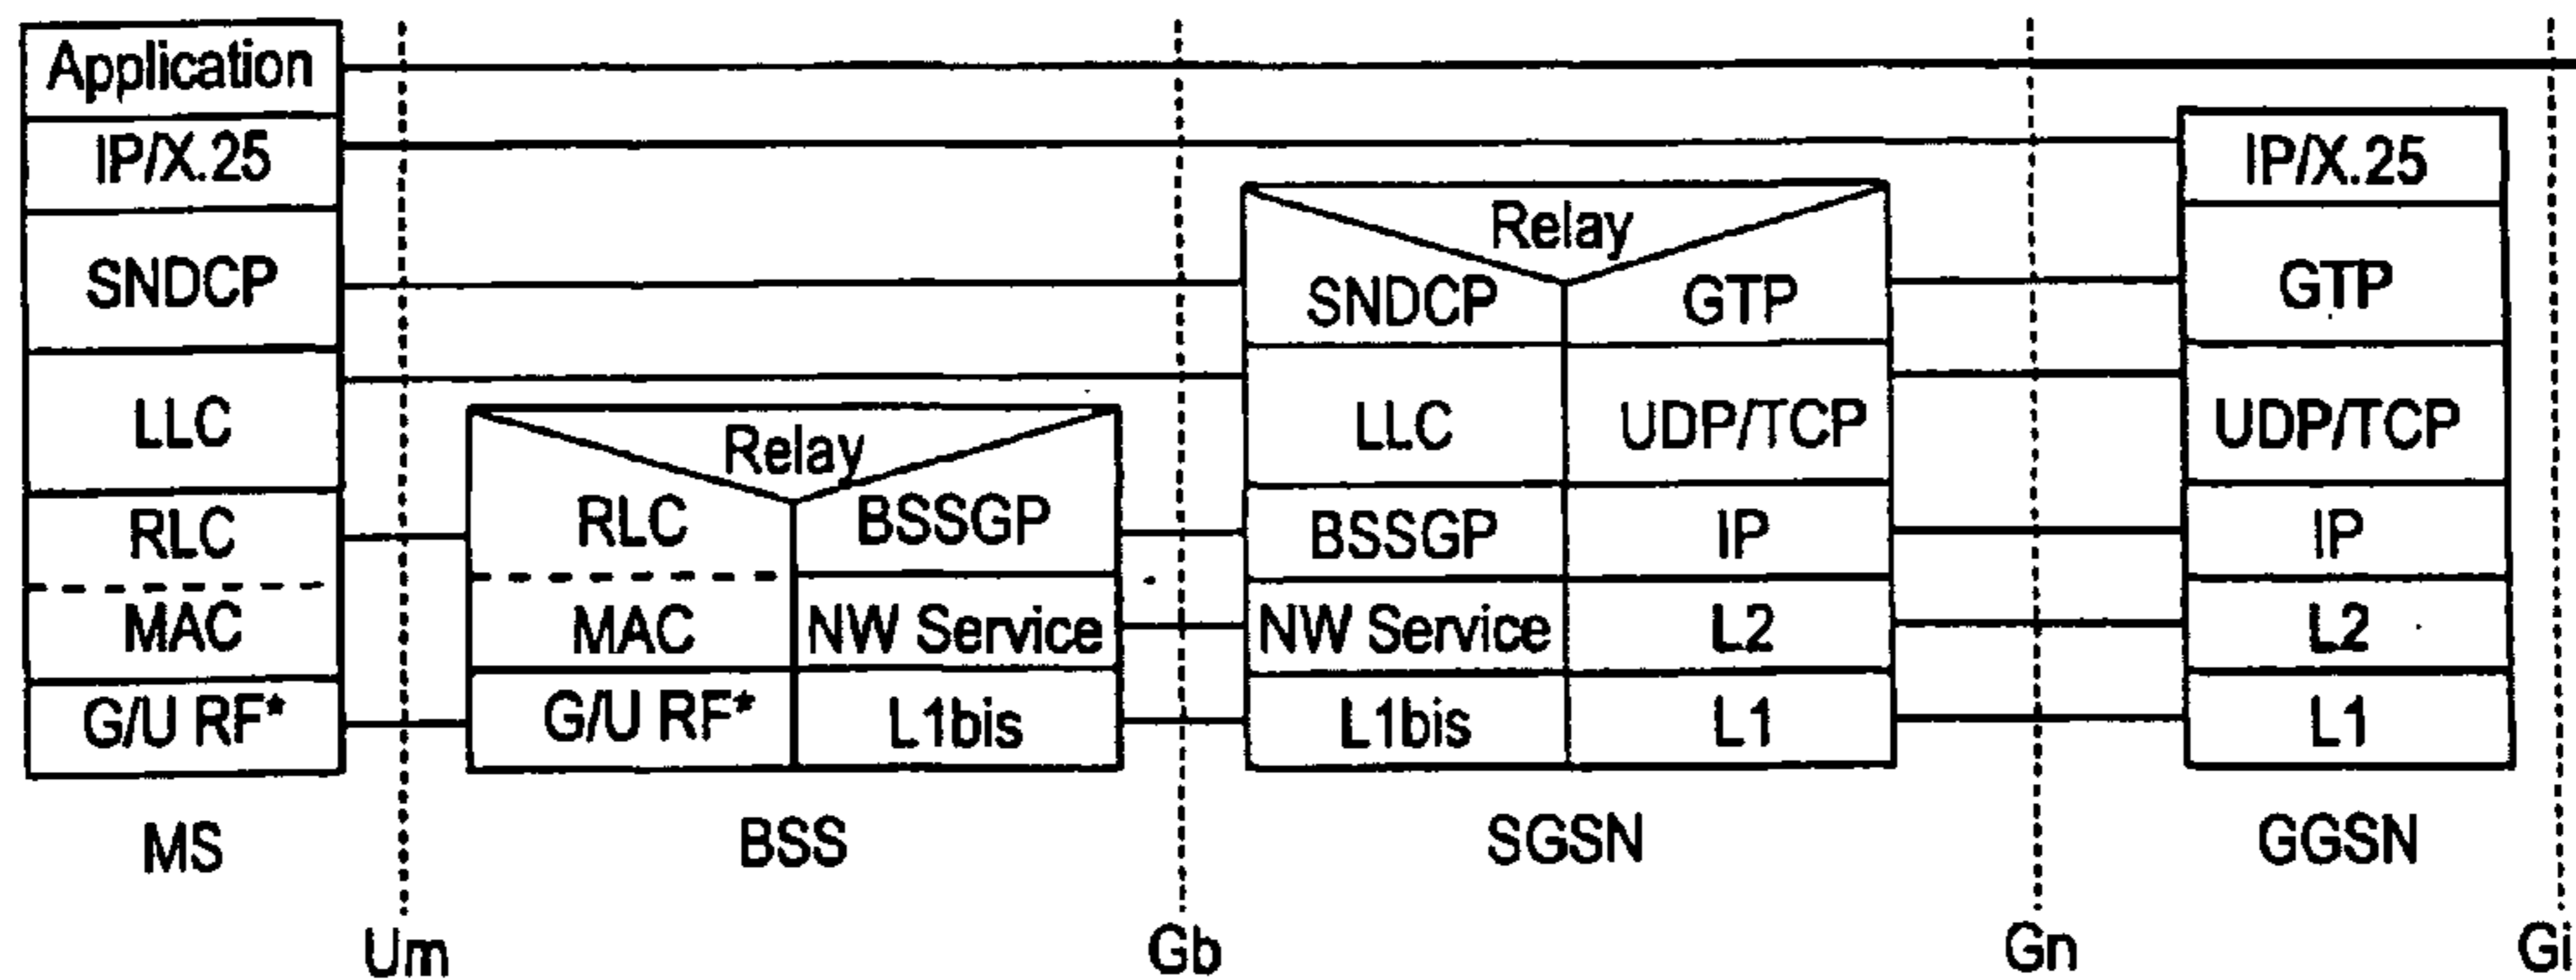 Application
IP/X.25
SNDCP
LLC
RLC
MAC
G/U RF*
MS
Relay
RLC
BSSGP
MAC
NW Service
G/U RF*
L1bis
BSS
Relay
SNDCP
GTP
LLC
UDP/TCP
BSSGP
IP
NW Service
L2
L1bis
L1
SGSN
IP/X.25
GTP
UDP/TCP
IP
L2
L1
GGSN
Um
Gb
Gn
Gi